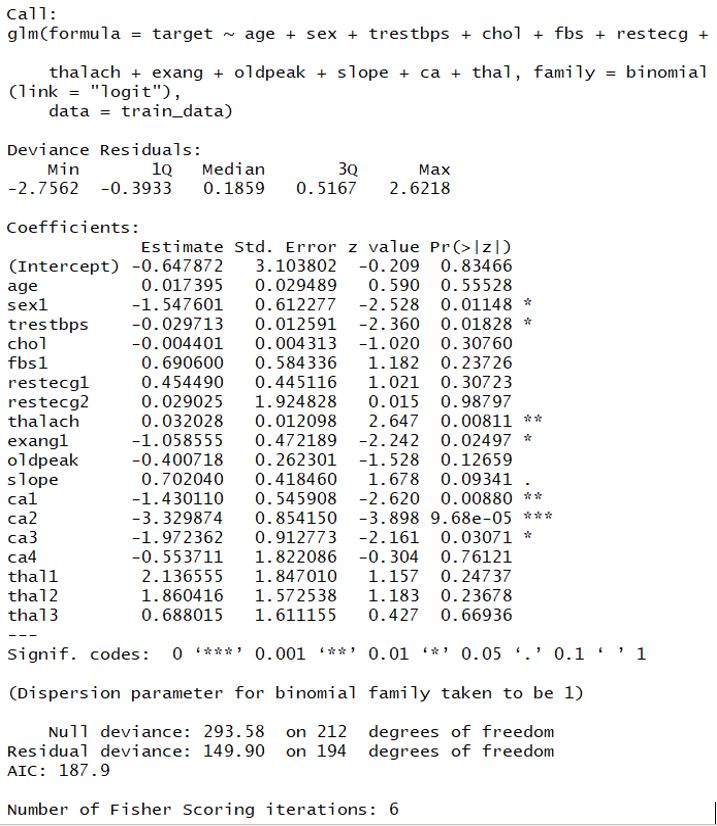 Call:
glm(formula = target ~ age + sex + trestbps + chol + fbs + restecg +
    thalach + exang + oldpeak + slope + ca + thal, family = binomial
(link = "logit"),
    data = train_data)
Deviance Residuals:
    Min       1Q   Median       3Q      Max
-2.7562  -0.3933   0.1859   0.5167   2.6218
Coefficients:
             Estimate Std. Error z value Pr(>|z|)
(Intercept) -0.647872   3.103802  -0.209  0.83466
age          0.017395   0.029489   0.590  0.55528
sex1        -1.547601   0.612277  -2.528  0.01148 *
trestbps    -0.029713   0.012591  -2.360  0.01828 *
chol        -0.004401   0.004313  -1.020  0.30760
fbs1         0.690600   0.584336   1.182  0.23726
restecg1     0.454490   0.445116   1.021  0.30723
restecg2     0.029025   1.924828   0.015  0.98797
thalach      0.032028   0.012098   2.647  0.00811 **
exang1      -1.058555   0.472189  -2.242  0.02497 *
oldpeak     -0.400718   0.262301  -1.528  0.12659
slope        0.702040   0.418460   1.678  0.09341 .
ca1         -1.430110   0.545908  -2.620  0.00880 **
ca2         -3.329874   0.854150  -3.898 9.68e-05 ***
ca3         -1.972362   0.912773  -2.161  0.03071 *
ca4         -0.553711   1.822086  -0.304  0.76121
thal1        2.136555   1.847010   1.157  0.24737
thal2        1.860416   1.572538   1.183  0.23678
thal3        0.688015   1.611155   0.427  0.66936
---
Signif. codes:  0 ‘***’ 0.001 ‘**’ 0.01 ‘*’ 0.05 ‘.’ 0.1 ‘ ’ 1
(Dispersion parameter for binomial family taken to be 1)
    Null deviance: 293.58  on 212  degrees of freedom
Residual deviance: 149.90  on 194  degrees of freedom
AIC: 187.9
Number of Fisher Scoring iterations: 6